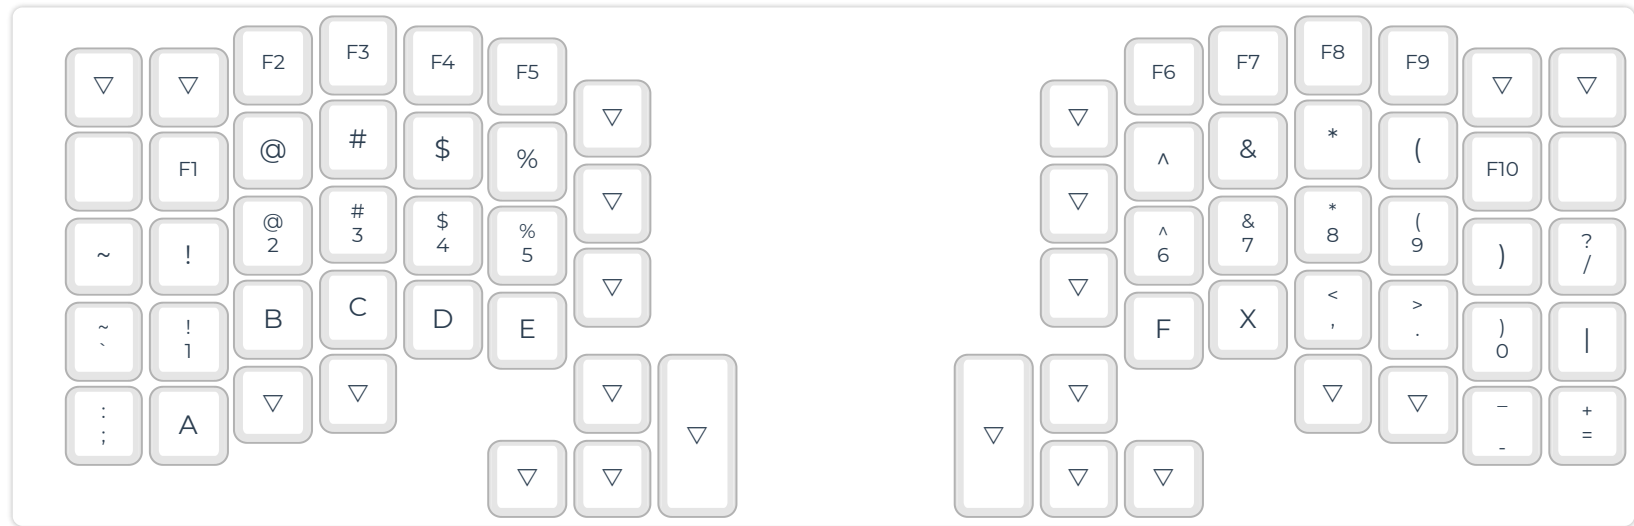 ▽ ▽ F2 F3 F4 F5 ▽ ▽ F6 F7 F8 F9 ▽ ▽
F1 @ # $ % ▽ ▽ ^ & * ( F10
~ ! @ # $ % ▽ ▽ ^ & * ( ) ?
2 3 4 5 6 7 8 9 /
~ ! B C D E F X < > ) |
` 1 , . 0
: A ▽ ▽ ▽ ▽ ▽ ▽ ▽ ▽ _ +
; - =
▽ ▽ ▽ ▽